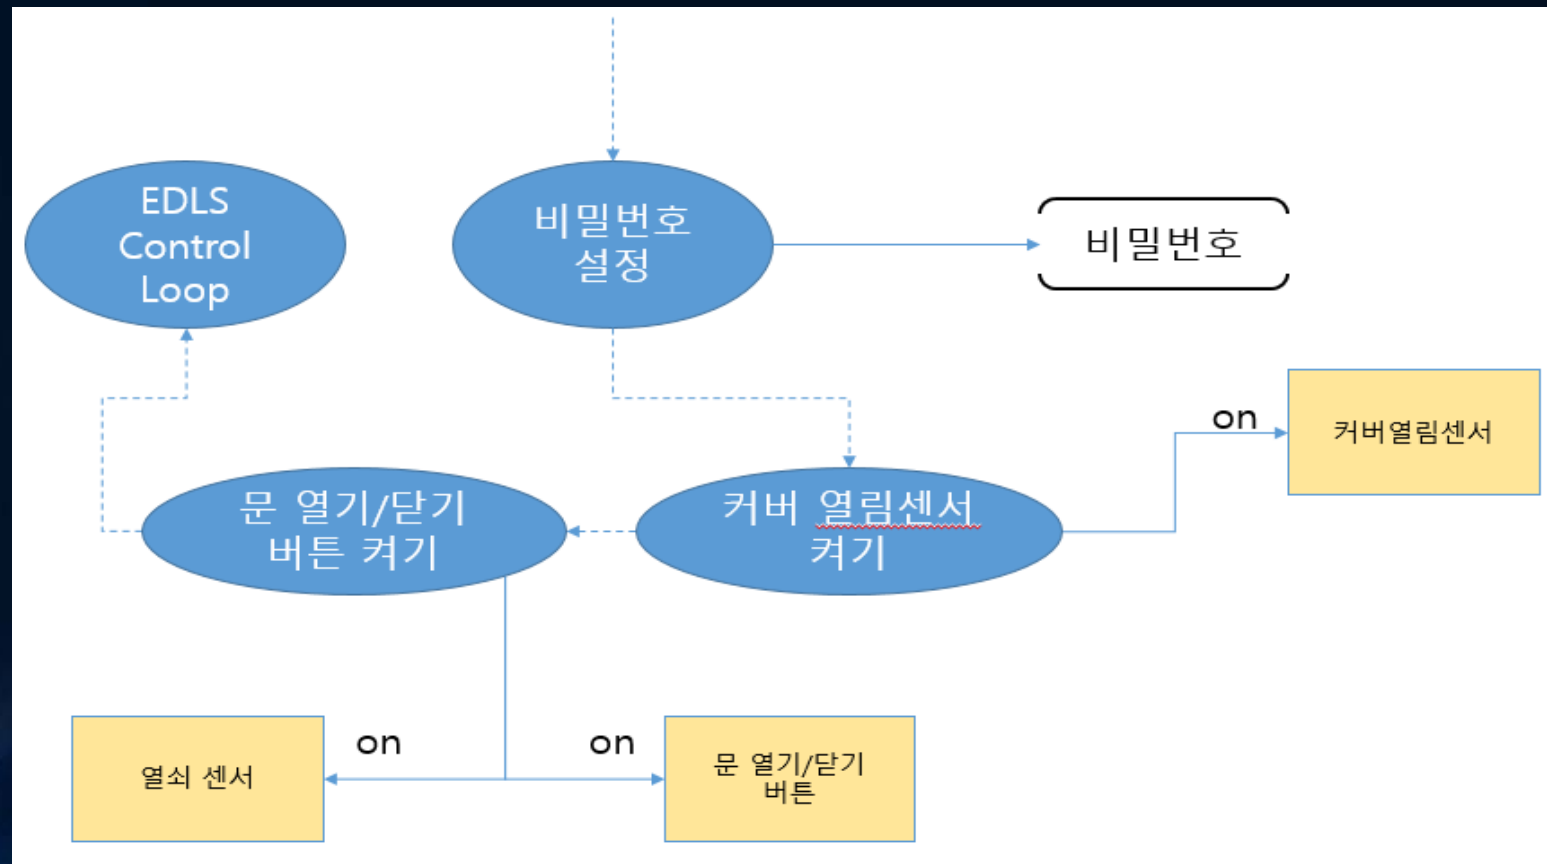 EDLS
Control
Loop
비밀번호
설정
비밀번호
on
커버열림센서
문 열기/닫기
버튼 켜기
커버 열림센서
켜기
on
on
열쇠 센서
문 열기/닫기
버튼